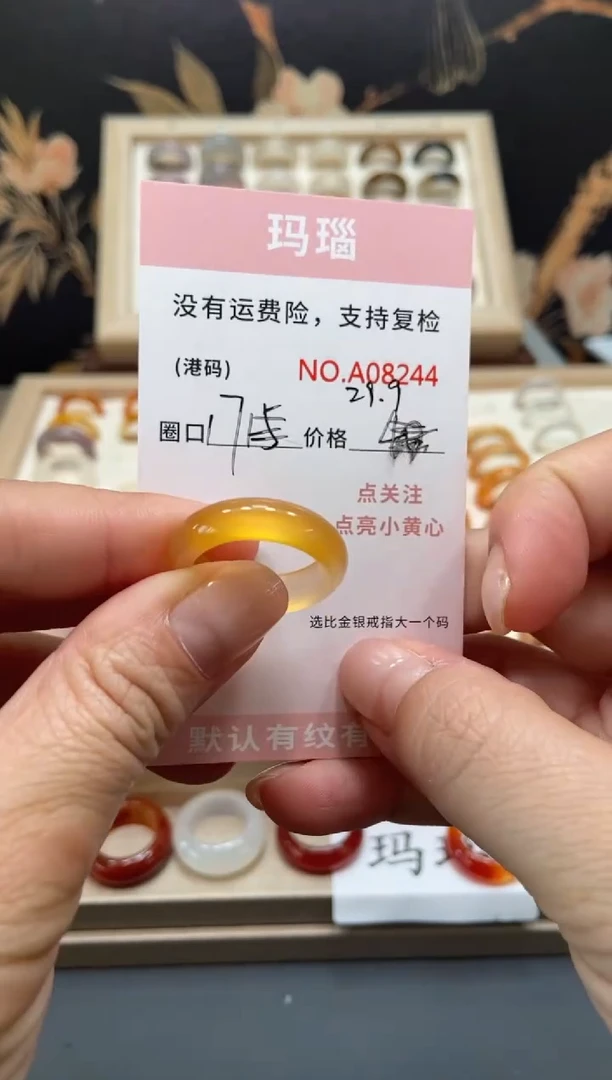 玛瑙
没有运费险，支持复检
(港码) NO.A08244
29.9
圈口 17 价格
点关注
点亮小黄心
选比金银戒指大一个码
默认有纹有
玛